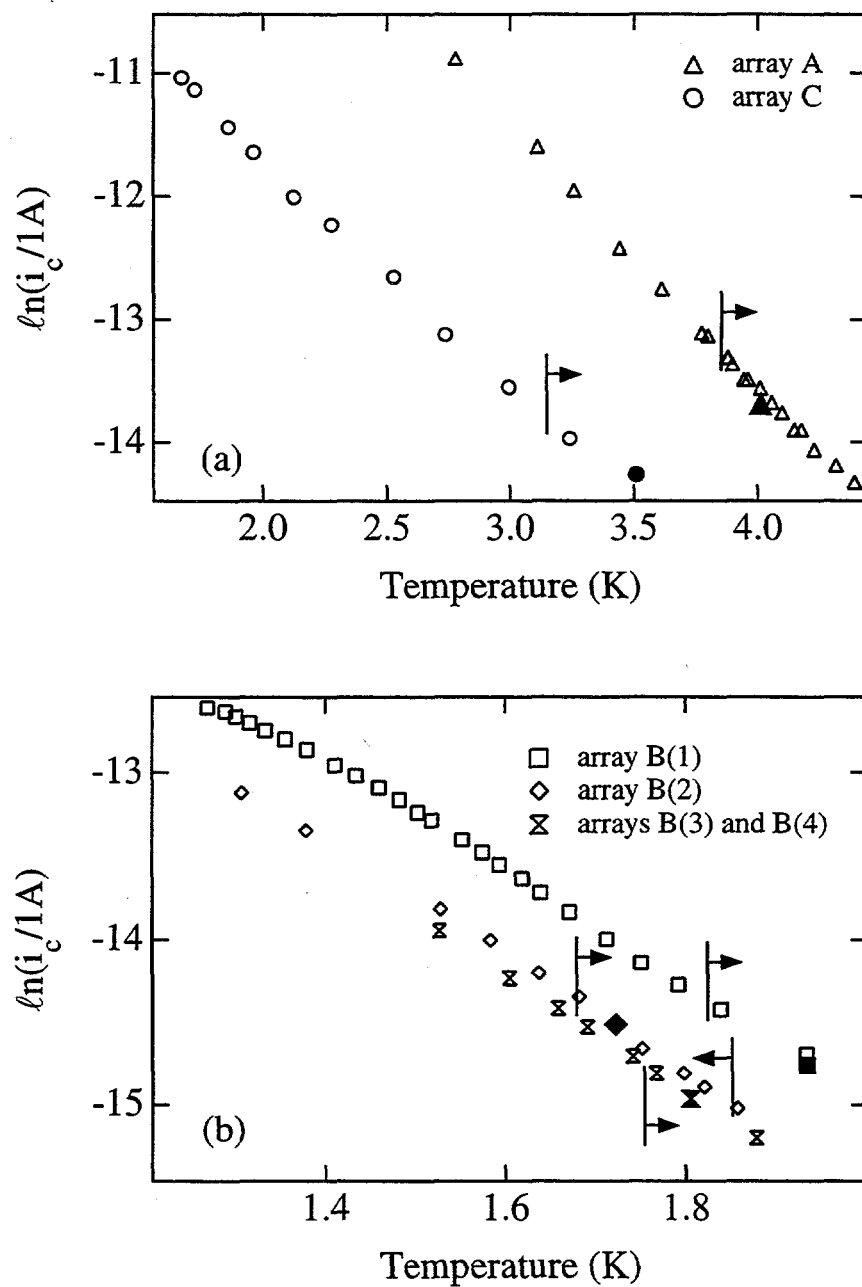 -11
-12
-13
-14
ℓn(i_c/1A)
array A
array C
(a)
2.0 2.5 3.0 3.5 4.0
Temperature (K)
-13
-14
-15
ℓn(i_c/1A)
array B(1)
array B(2)
arrays B(3) and B(4)
(b)
1.4 1.6 1.8
Temperature (K)